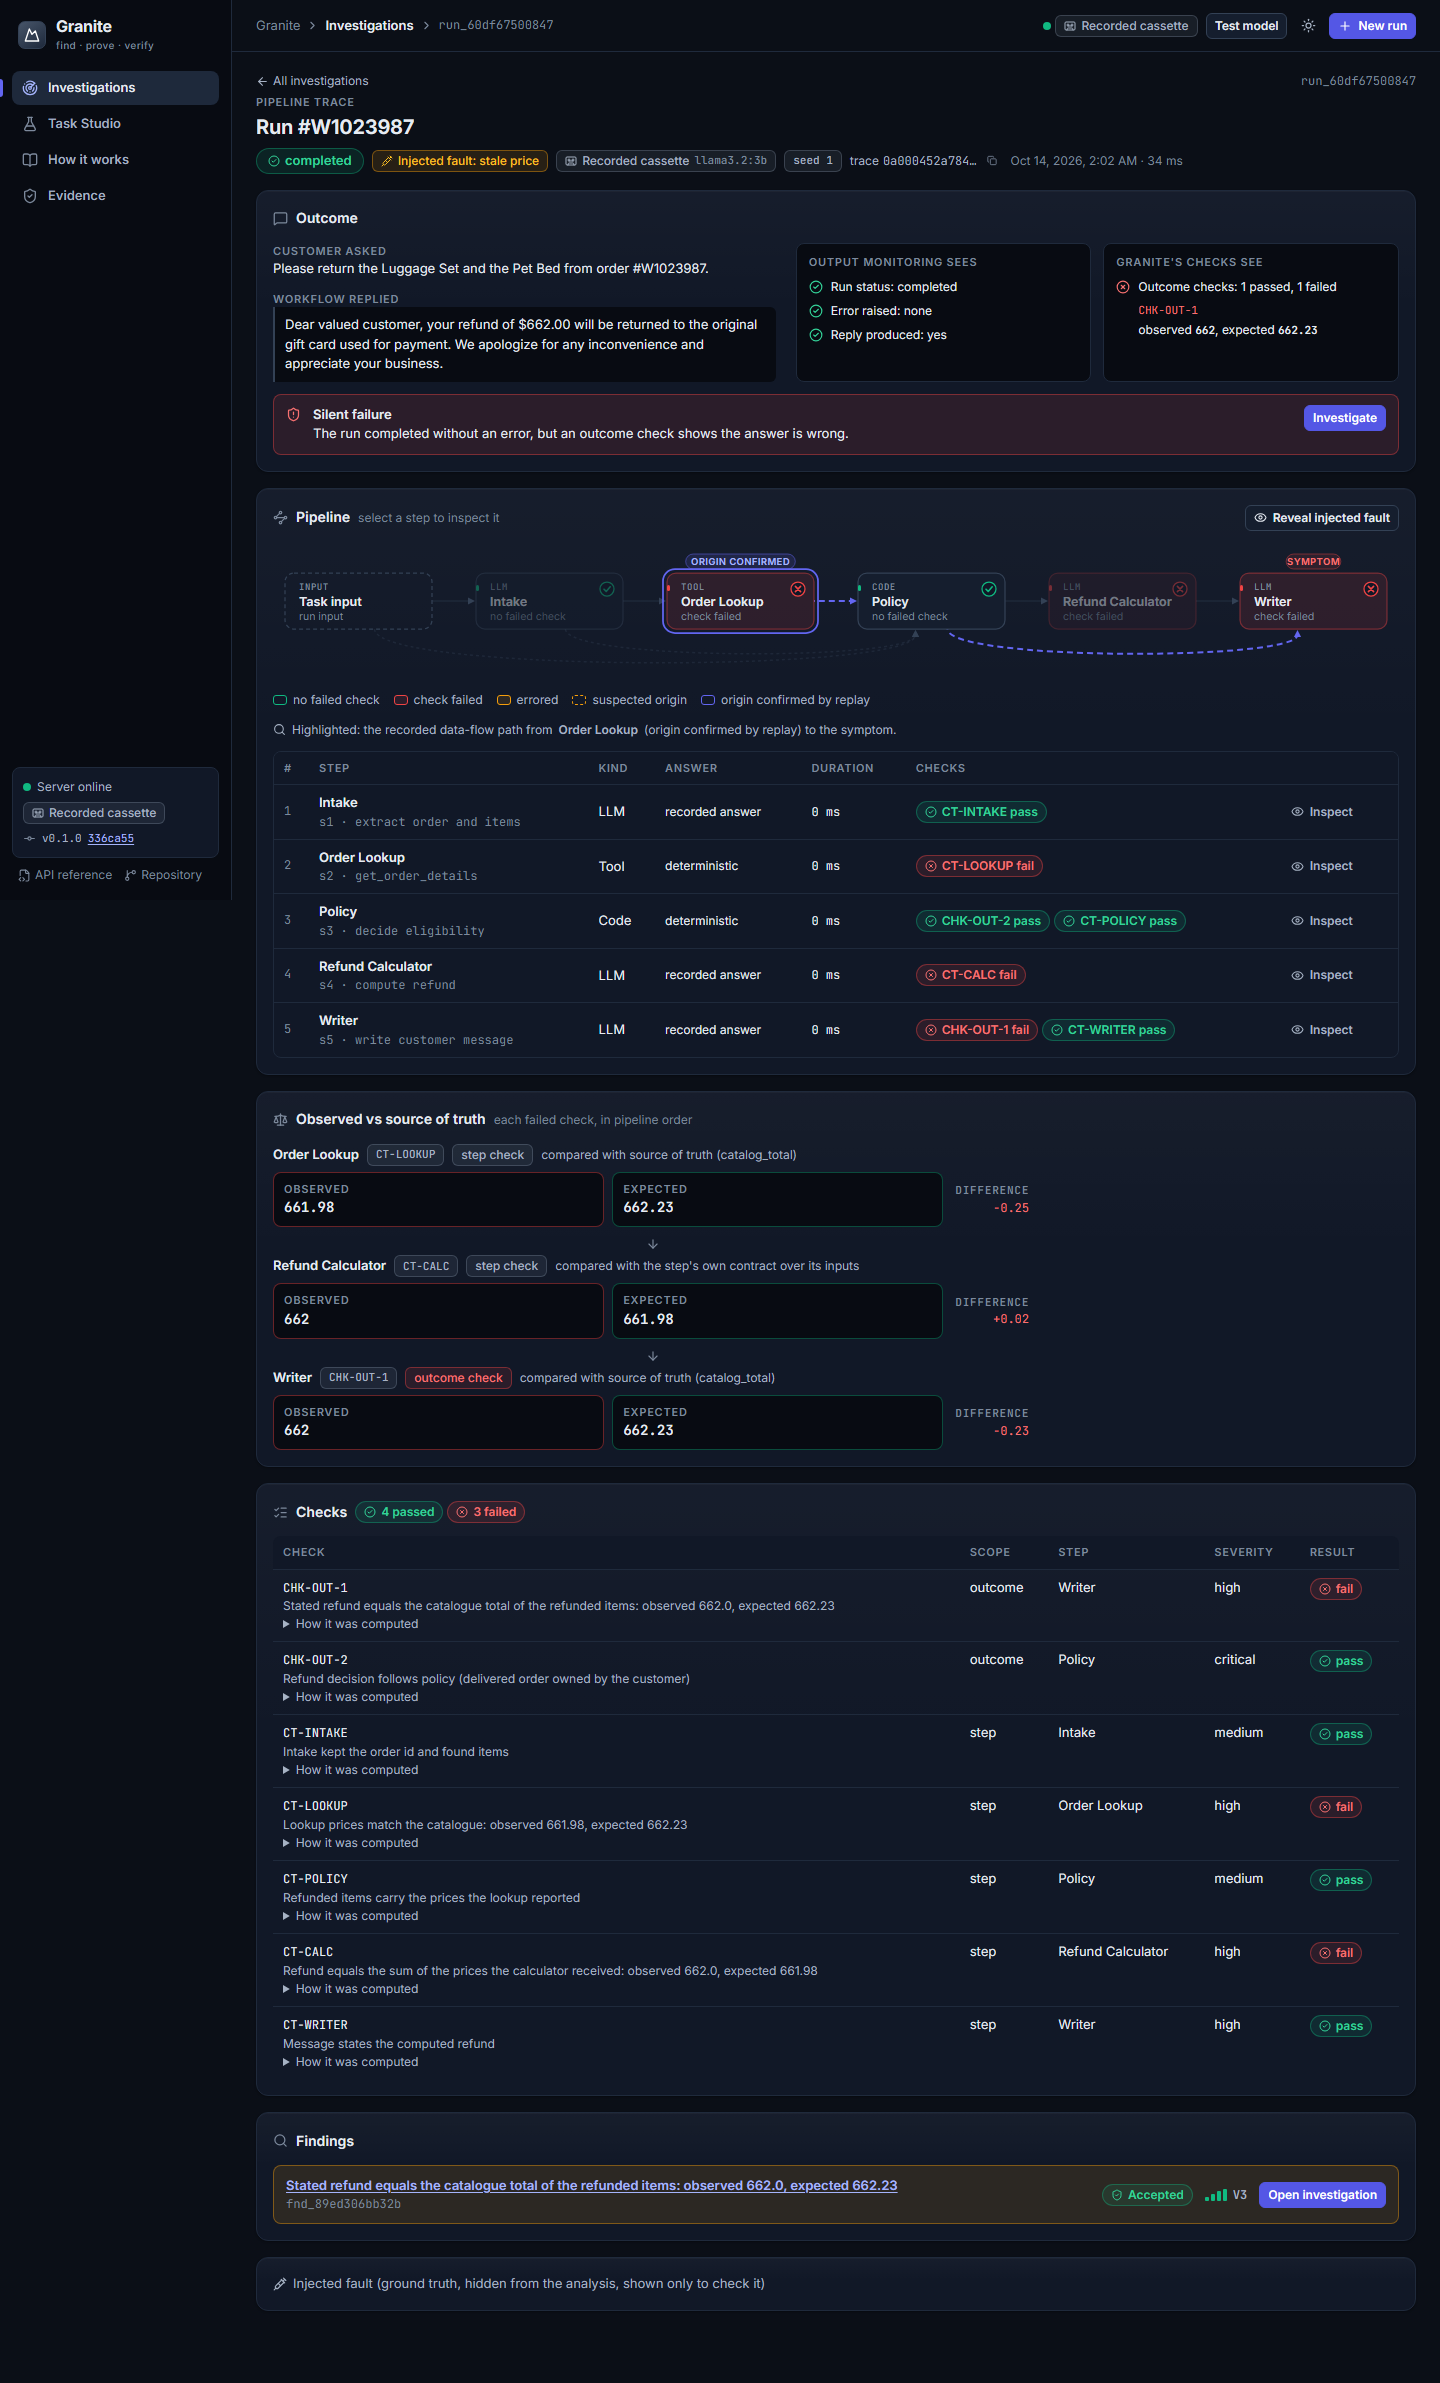 Granite
find · prove · verify
Investigations
Task Studio
How it works
Evidence
Server online
Recorded cassette
v0.1.0 336ca55
API reference Repository
Granite > Investigations > run_60df67500847
Recorded cassette Test model New run
All investigations
run_60df67500847
PIPELINE TRACE
Run #W1023987
completed Injected fault: stale price Recorded cassette llama3.2:3b seed 1 trace 0a000452a784… Oct 14, 2026, 2:02 AM · 34 ms
Outcome
CUSTOMER ASKED
Please return the Luggage Set and the Pet Bed from order #W1023987.
WORKFLOW REPLIED
Dear valued customer, your refund of $662.00 will be returned to the original
gift card used for payment. We apologize for any inconvenience and
appreciate your business.
OUTPUT MONITORING SEES
Run status: completed
Error raised: none
Reply produced: yes
GRANITE'S CHECKS SEE
Outcome checks: 1 passed, 1 failed
CHK-OUT-1
observed 662, expected 662.23
Silent failure
The run completed without an error, but an outcome check shows the answer is wrong.
Investigate
Pipeline select a step to inspect it
Reveal injected fault
INPUT
Task input
run input
LLM
Intake
no failed check
ORIGIN CONFIRMED
TOOL
Order Lookup
check failed
CODE
Policy
no failed check
LLM
Refund Calculator
check failed
SYMPTOM
LLM
Writer
check failed
no failed check check failed errored suspected origin origin confirmed by replay
Highlighted: the recorded data-flow path from Order Lookup (origin confirmed by replay) to the symptom.
# STEP KIND ANSWER DURATION CHECKS
1 Intake LLM recorded answer 0 ms CT-INTAKE pass Inspect
s1 · extract order and items
2 Order Lookup Tool deterministic 0 ms CT-LOOKUP fail Inspect
s2 · get_order_details
3 Policy Code deterministic 0 ms CHK-OUT-2 pass CT-POLICY pass Inspect
s3 · decide eligibility
4 Refund Calculator LLM recorded answer 0 ms CT-CALC fail Inspect
s4 · compute refund
5 Writer LLM recorded answer 0 ms CHK-OUT-1 fail CT-WRITER pass Inspect
s5 · write customer message
Observed vs source of truth each failed check, in pipeline order
Order Lookup CT-LOOKUP step check compared with source of truth (catalog_total)
OBSERVED
661.98
EXPECTED
662.23
DIFFERENCE
-0.25
Refund Calculator CT-CALC step check compared with the step's own contract over its inputs
OBSERVED
662
EXPECTED
661.98
DIFFERENCE
+0.02
Writer CHK-OUT-1 outcome check compared with source of truth (catalog_total)
OBSERVED
662
EXPECTED
662.23
DIFFERENCE
-0.23
Checks 4 passed 3 failed
CHECK SCOPE STEP SEVERITY RESULT
CHK-OUT-1 outcome Writer high fail
Stated refund equals the catalogue total of the refunded items: observed 662.0, expected 662.23
How it was computed
CHK-OUT-2 outcome Policy critical pass
Refund decision follows policy (delivered order owned by the customer)
How it was computed
CT-INTAKE step Intake medium pass
Intake kept the order id and found items
How it was computed
CT-LOOKUP step Order Lookup high fail
Lookup prices match the catalogue: observed 661.98, expected 662.23
How it was computed
CT-POLICY step Policy medium pass
Refunded items carry the prices the lookup reported
How it was computed
CT-CALC step Refund Calculator high fail
Refund equals the sum of the prices the calculator received: observed 662.0, expected 661.98
How it was computed
CT-WRITER step Writer high pass
Message states the computed refund
How it was computed
Findings
Stated refund equals the catalogue total of the refunded items: observed 662.0, expected 662.23
fnd_89ed306bb32b
Accepted V3 Open investigation
Injected fault (ground truth, hidden from the analysis, shown only to check it)